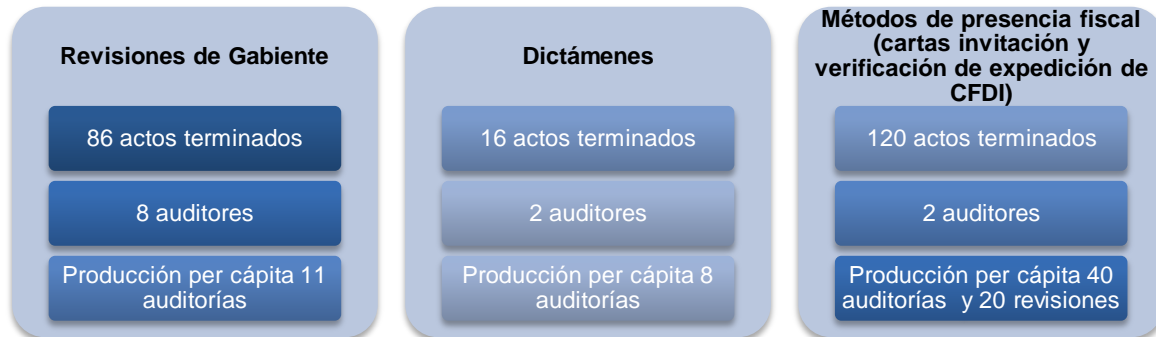 Revisiones de Gabiente
86 actos terminados
8 auditores
Producción per cápita 11
auditorías
Dictámenes
16 actos terminados
2 auditores
Producción per cápita 8
auditorías
Métodos de presencia fiscal
(cartas invitación y
verificación de expedición de
CFDI)
120 actos terminados
2 auditores
Producción per cápita 40
auditorías y 20 revisiones